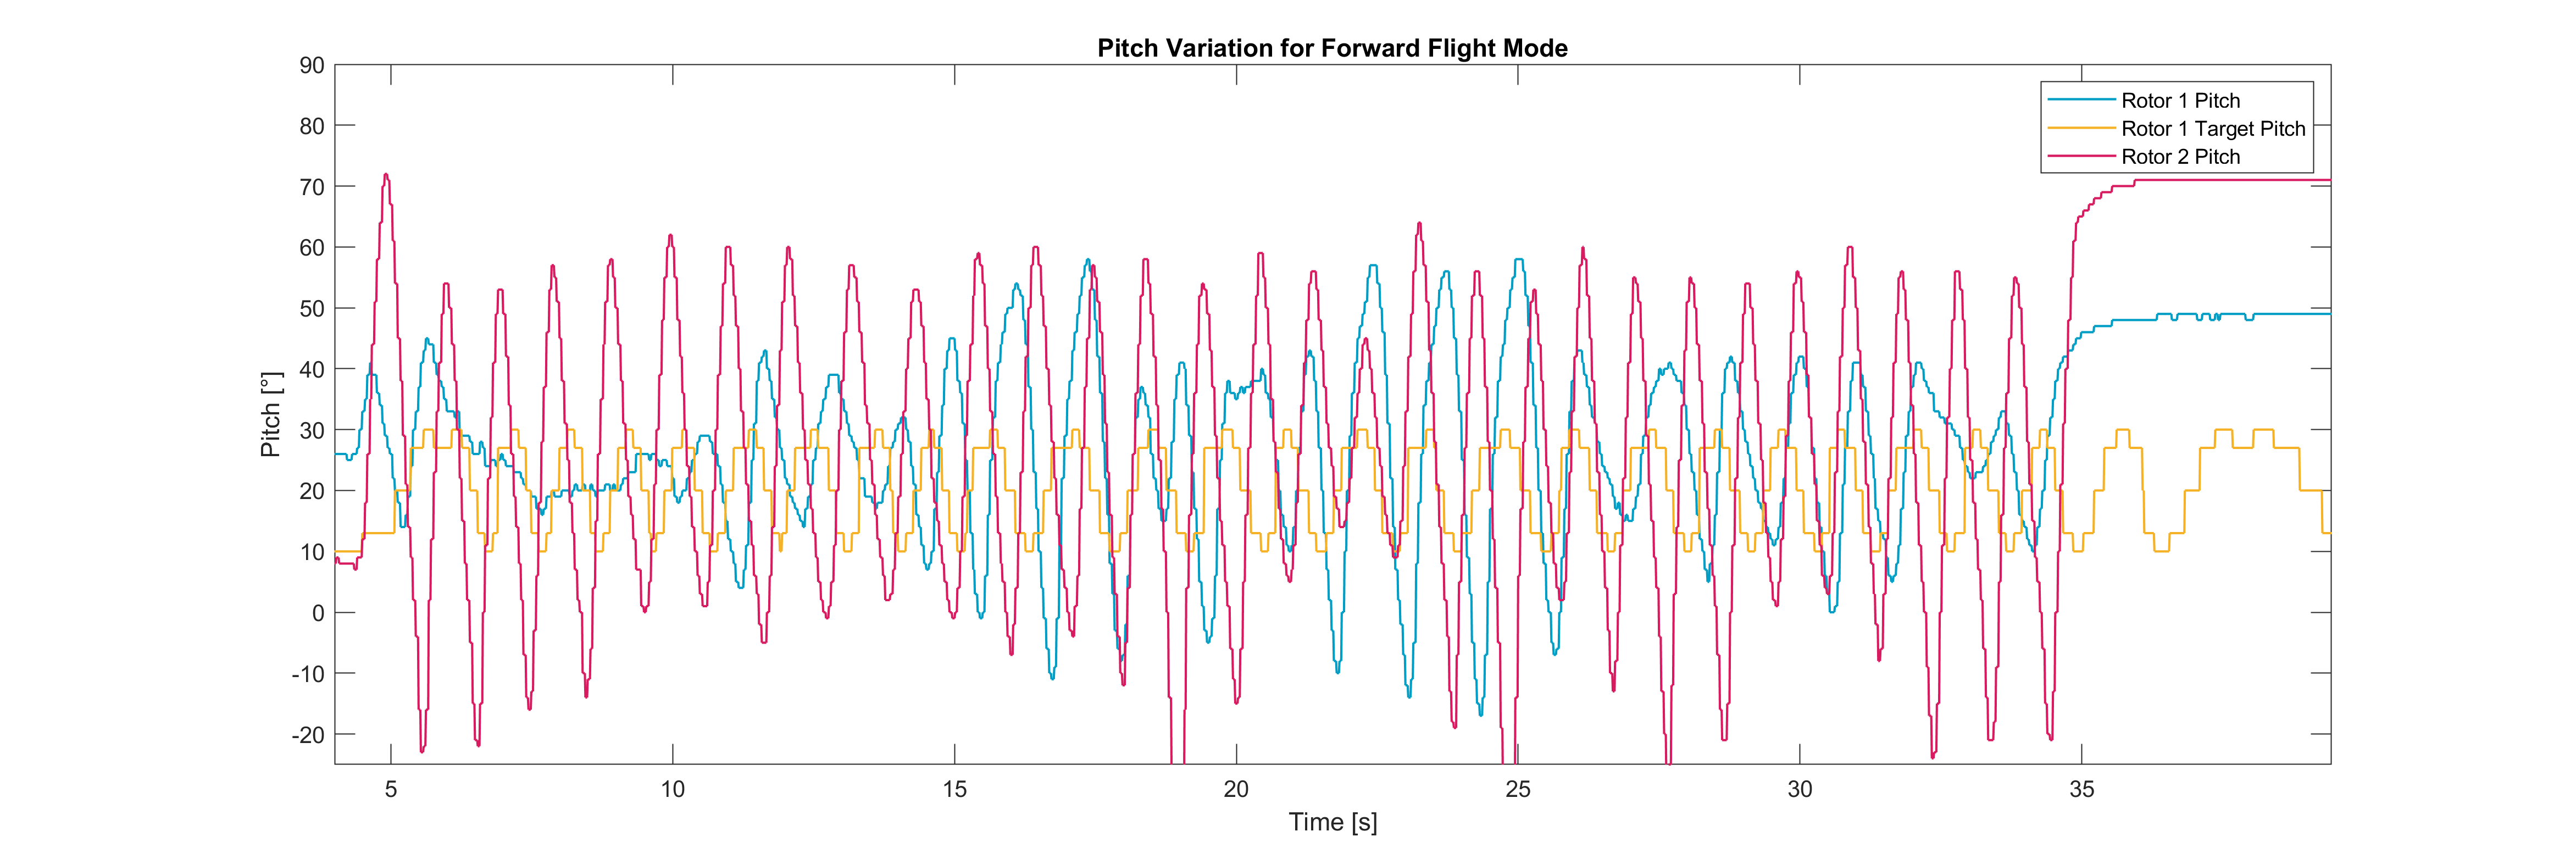 Pitch Variation for Forward Flight Mode
90
80
70
60
50
40
30
20
10
0
-10
-20
Pitch [°]
Rotor 1 Pitch
Rotor 1 Target Pitch
Rotor 2 Pitch
5 10 15 20 25 30 35
Time [s]